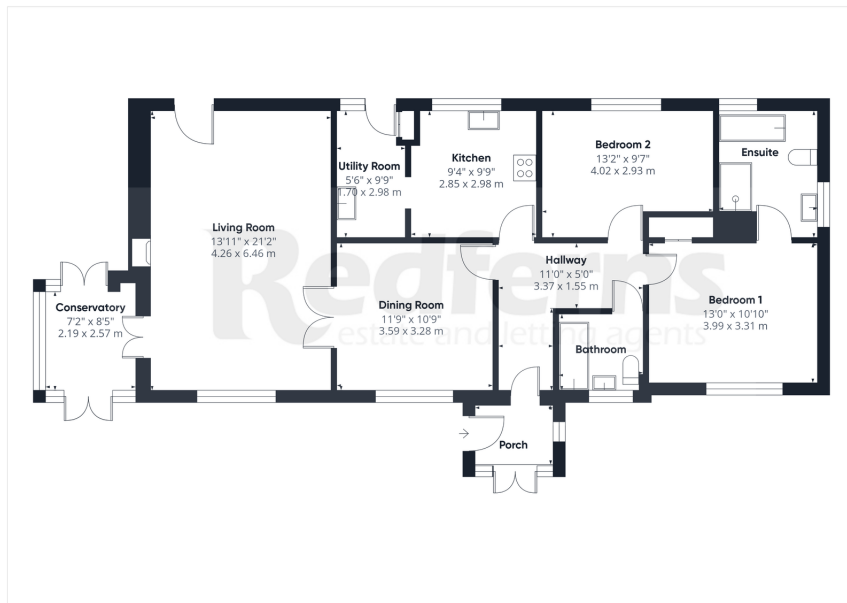 Utility Room
5'6" x 9'9"
1.70 x 2.98 m
Kitchen
9'4" x 9'9"
2.85 x 2.98 m
Bedroom 2
13'2" x 9'7"
4.02 x 2.93 m
Ensuite
Living Room
13'11" x 21'2"
4.26 x 6.46 m
Hallway
11'0" x 5'0"
3.37 x 1.55 m
Conservatory
7'2" x 8'5"
2.19 x 2.57 m
Dining Room
11'9" x 10'9"
3.59 x 3.28 m
Bedroom 1
13'0" x 10'10"
3.99 x 3.31 m
Bathroom
Porch
Redferns
estate and letting agents